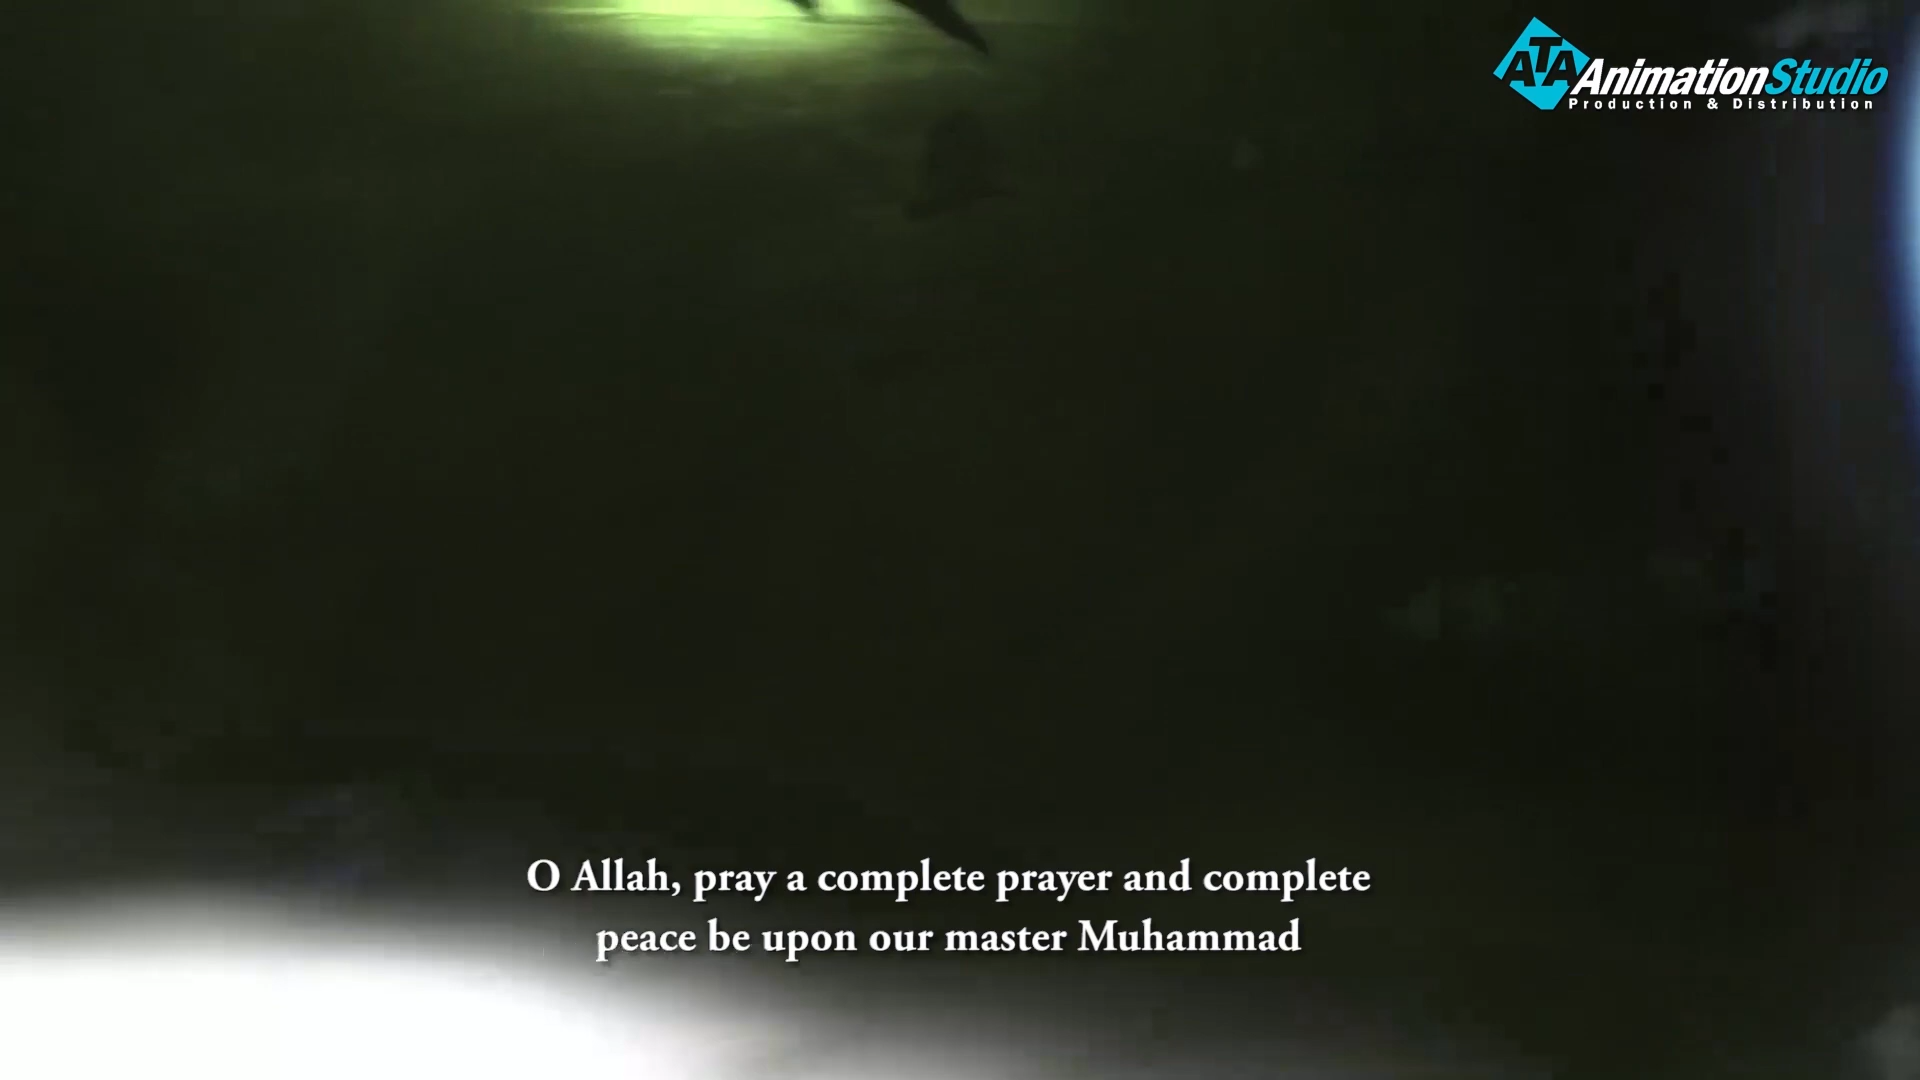 ATA AnimationStudio
Production & Distribution
O Allah, pray a complete prayer and complete
peace be upon our master Muhammad